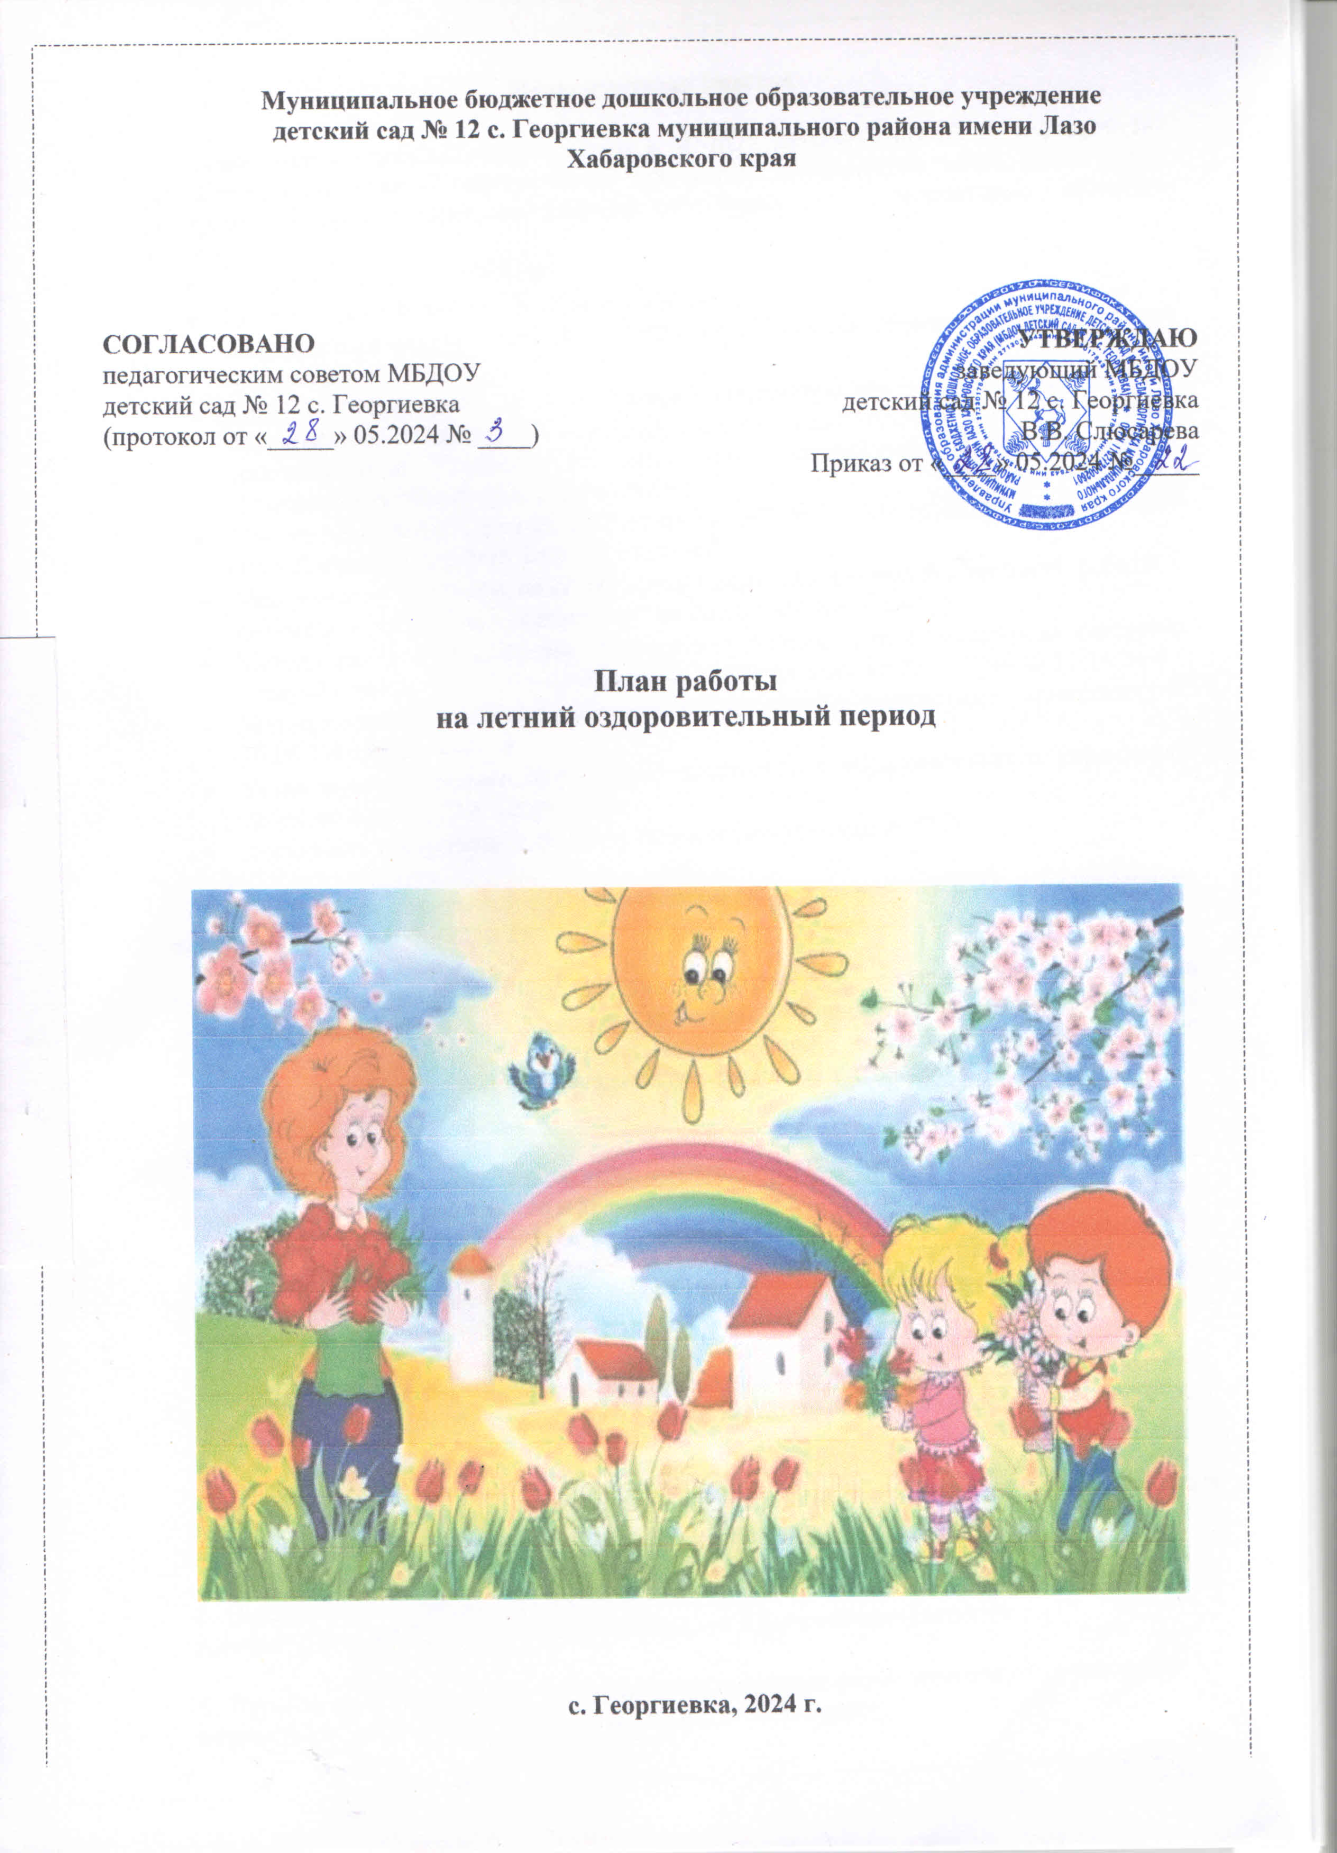 Муниципальное бюджетное дошкольное образовательное учреждение
детский сад № 12 с. Георгиевка муниципального района имени Лазо
Хабаровского края
СОГЛАСОВАНО
педагогическим советом МБДОУ
детский сад № 12 с. Георгиевка
(протокол от «28» 05.2024 № 3)
УТВЕРЖДАЮ
заведующий МБДОУ
детский сад № 12 с. Георгиевка
В.В. Слюсарева
Приказ от «28» 05.2024 № 22
План работы
на летний оздоровительный период
с. Георгиевка, 2024 г.